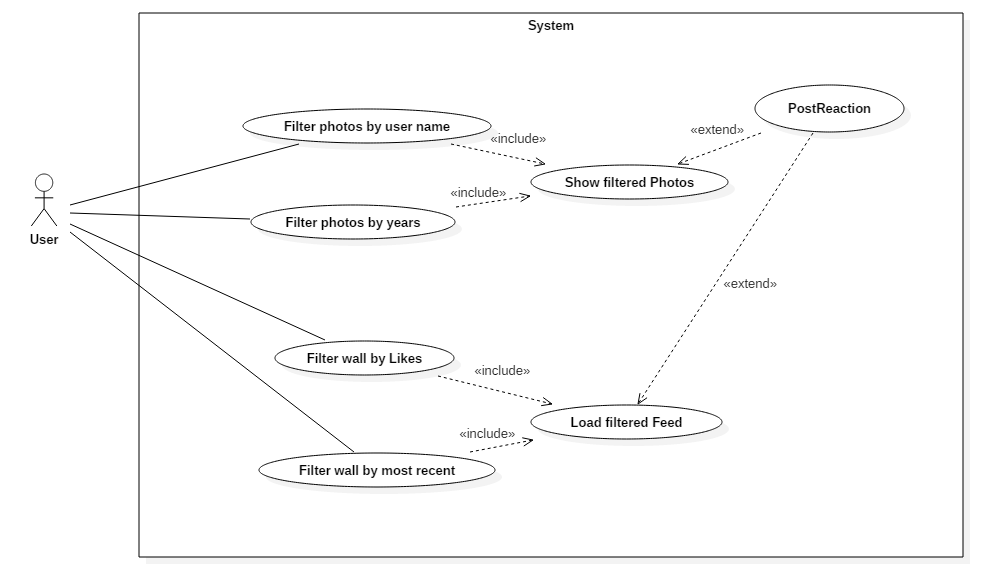 System
PostReaction
Filter photos by user name
«include»
«extend»
Show filtered Photos
«include»
Filter photos by years
User
«extend»
Filter wall by Likes
«include»
Load filtered Feed
«include»
Filter wall by most recent